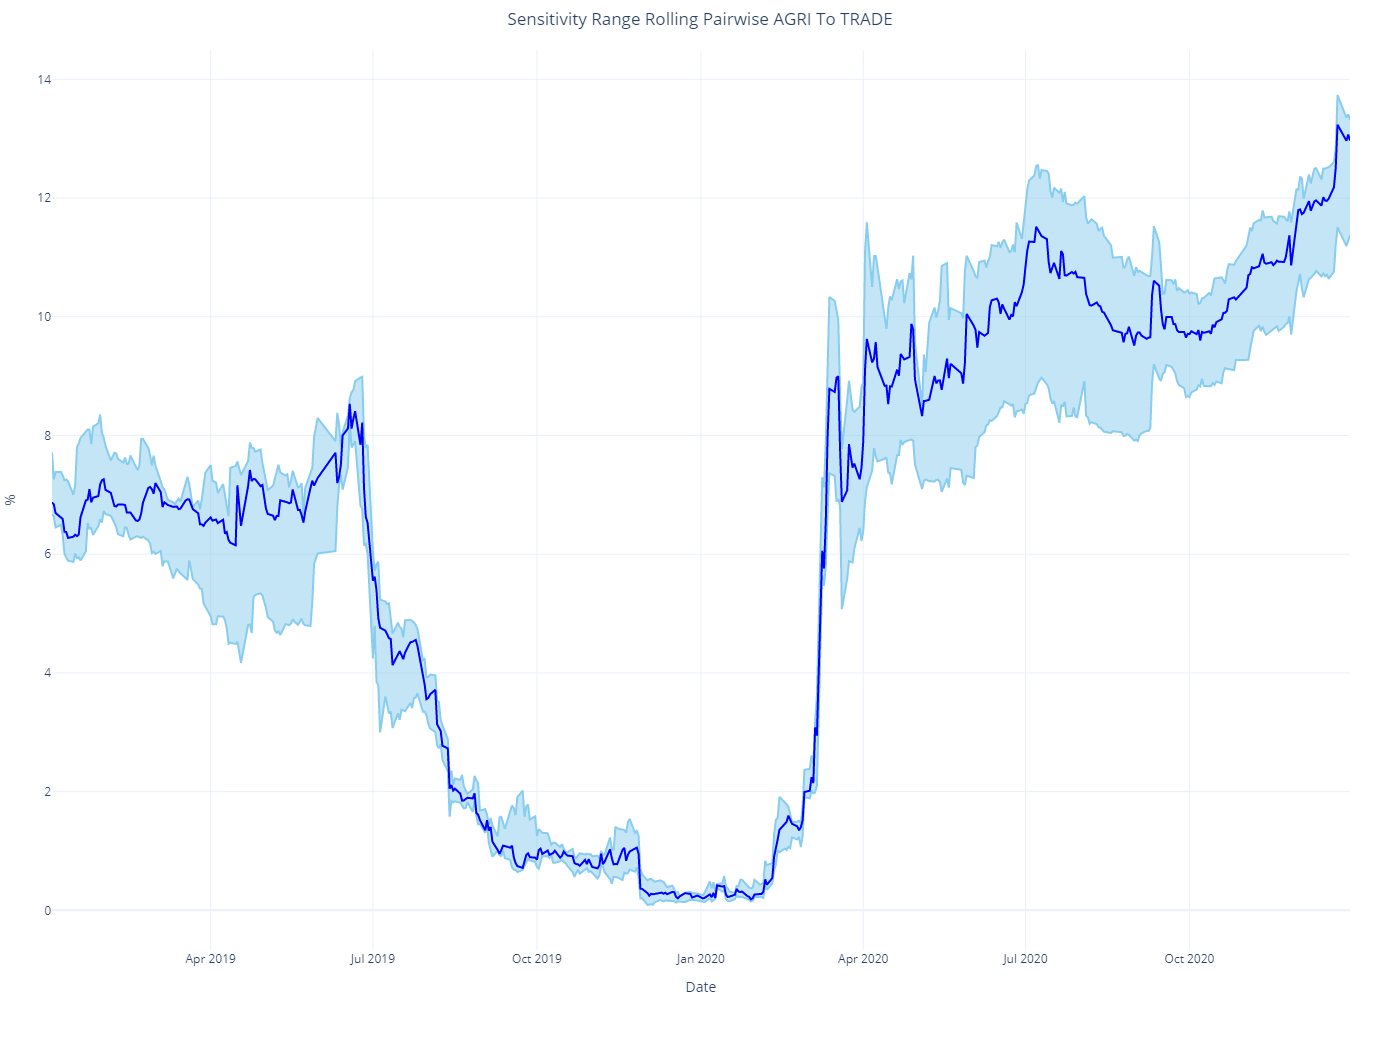 Sensitivity Range Rolling Pairwise AGRI To TRADE
14
12
10
8
6
4
2
0
%
Apr 2019
Jul 2019
Oct 2019
Jan 2020
Apr 2020
Jul 2020
Oct 2020
Date